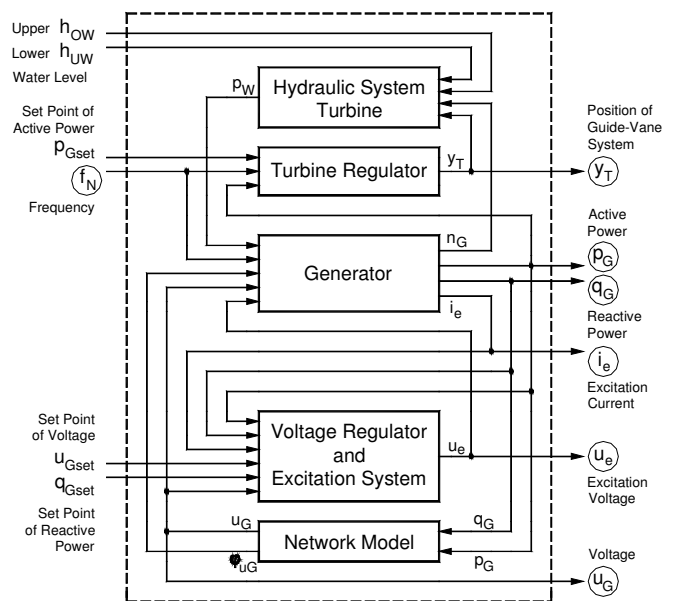 Upper h_OW
Lower h_UW
Water Level
p_W
Hydraulic System
Turbine
Set Point of
Active Power
p_Gset
f_N
Frequency
Turbine Regulator
y_T
Position of
Guide-Vane
System
y_T
Generator
n_G
i_e
Active
Power
p_G
q_G
Reactive
Power
i_e
Excitation
Current
Set Point
of Voltage
u_Gset
q_Gset
Set Point
of Reactive
Power
Voltage Regulator
and
Excitation System
u_e
u_e
Excitation
Voltage
u_G
uG
Network Model
q_G
p_G
Voltage
u_G